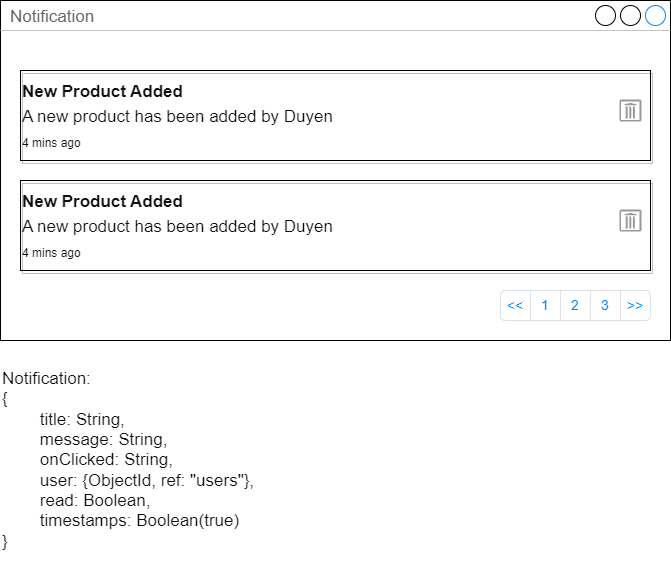 Notification
New Product Added
A new product has been added by Duyen
4 mins ago
New Product Added
A new product has been added by Duyen
4 mins ago
<< 1 2 3 >>
Notification:
{
title: String,
message: String,
onClicked: String,
user: {ObjectId, ref: "users"},
read: Boolean,
timestamps: Boolean(true)
}